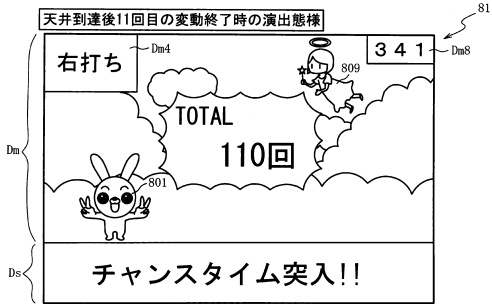 天井到達後11回目の変動終了時の演出態様
81
右打ち
Dm4
341
Dm8
809
Dm
TOTAL
110回
801
Ds
チャンスタイム突入!!